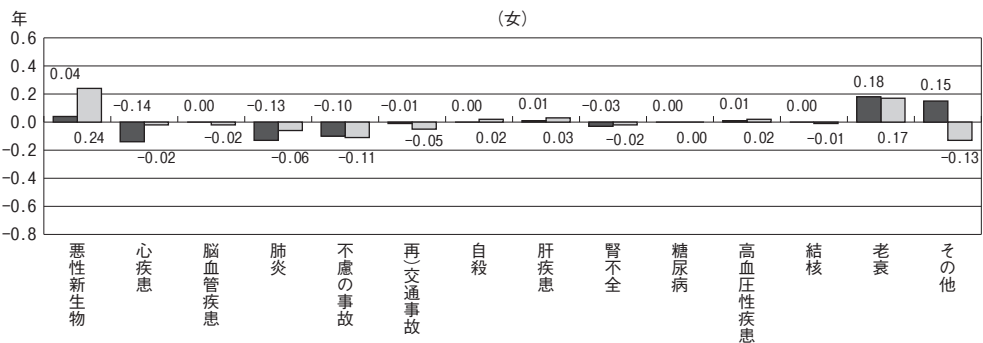 年
(女)
0.6
0.4
0.2
0.0
−0.2
−0.4
−0.6
−0.8
0.04 −0.14 0.00 −0.13 −0.10 −0.01 0.00 0.01 −0.03 0.00 0.01 0.00 0.18 0.15
0.24 −0.02 −0.02 −0.06 −0.11 −0.05 0.02 0.03 −0.02 0.00 0.02 −0.01 0.17 −0.13
悪性新生物
心疾患
脳血管疾患
肺炎
不慮の事故
再)交通事故
自殺
肝疾患
腎不全
糖尿病
高血圧性疾患
結核
老衰
その他